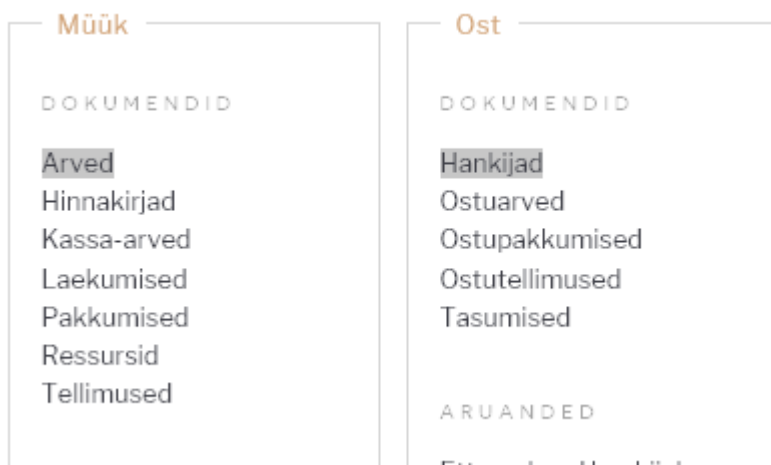 Müük
DOKUMENDID
Arved
Hinnakirjad
Kassa-arved
Laekumised
Pakkumised
Ressursid
Tellimused
Ost
DOKUMENDID
Hankijad
Ostuarved
Ostupakkumised
Ostutellimused
Tasumised
ARUANDED